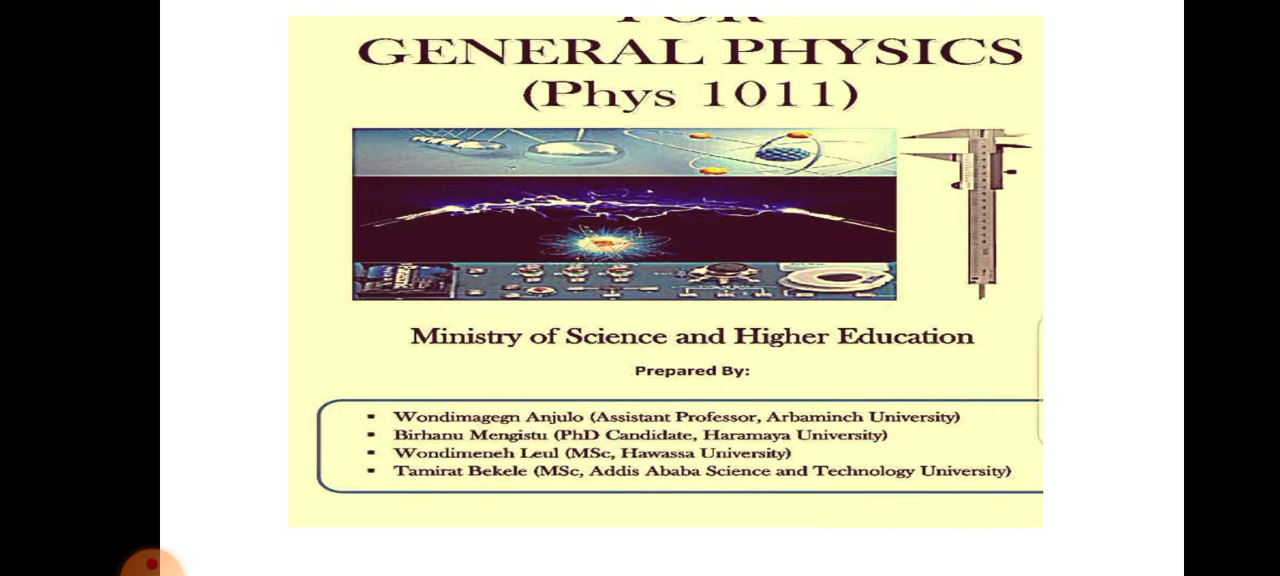 FOR
GENERAL PHYSICS
(Phys 1011)
Ministry of Science and Higher Education
Prepared By:
▪ Wondimagegn Anjulo (Assistant Professor, Arbaminch University)
▪ Birhanu Mengistu (PhD Candidate, Haramaya University)
▪ Wondimeneh Leul (MSc, Hawassa University)
▪ Tamirat Bekele (MSc, Addis Ababa Science and Technology University)